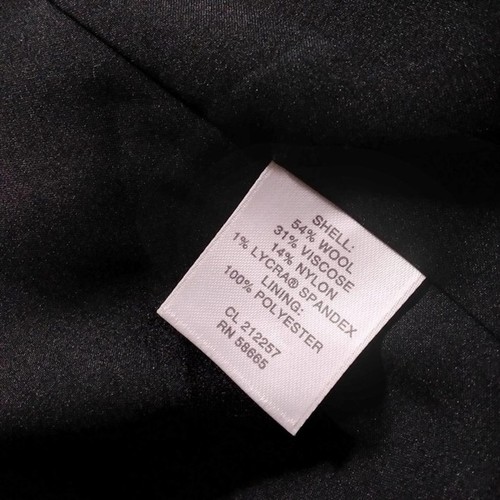 SHELL:
54% WOOL
31% VISCOSE
14% NYLON
1% LYCRA® SPANDEX
LINING:
100% POLYESTER
CL 212257
RN 58665